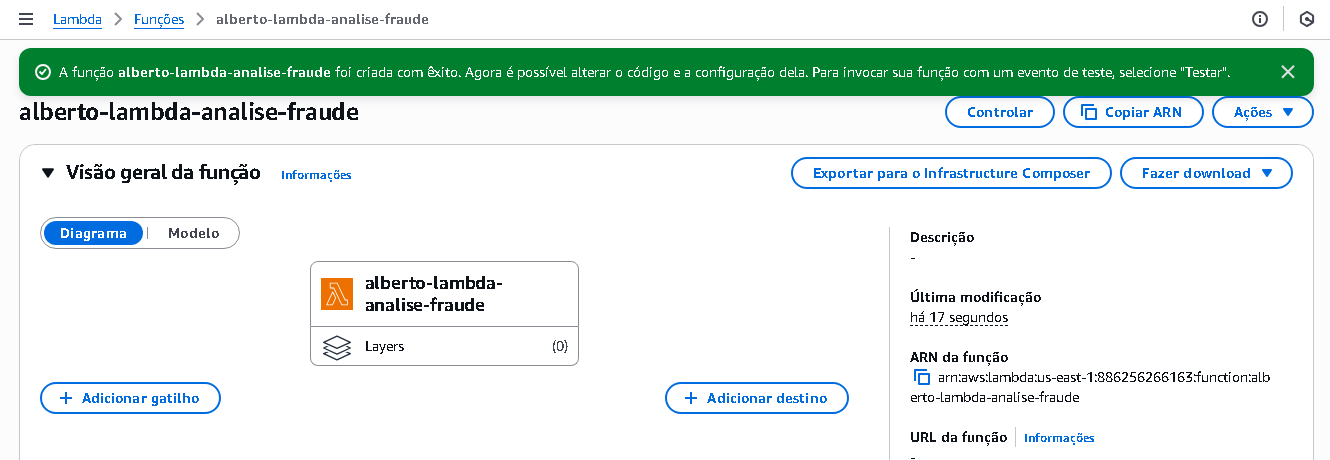 Lambda > Funções > alberto-lambda-analise-fraude
A função alberto-lambda-analise-fraude foi criada com êxito. Agora é possível alterar o código e a configuração dela. Para invocar sua função com um evento de teste, selecione "Testar".
alberto-lambda-analise-fraude
Controlar
Copiar ARN
Ações
Visão geral da função
Informações
Exportar para o Infrastructure Composer
Fazer download
Diagrama
Modelo
alberto-lambda-
analise-fraude
Layers
(0)
Adicionar gatilho
Adicionar destino
Descrição
-
Última modificação
há 17 segundos
ARN da função
arn:aws:lambda:us-east-1:886256266163:function:alb
erto-lambda-analise-fraude
URL da função
Informações
-